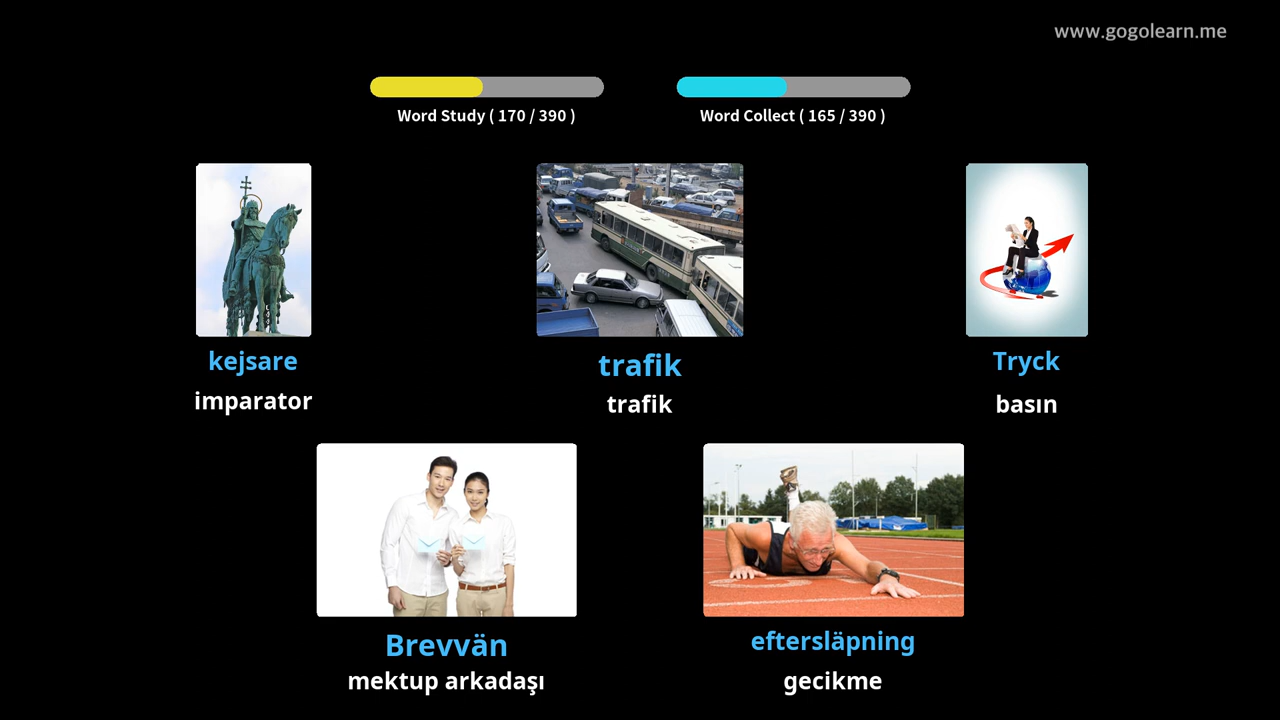 www.gogolearn.me
Word Study ( 170 / 390 )
Word Collect ( 165 / 390 )
kejsare
imparator
trafik
trafik
Tryck
basın
Brevvän
mektup arkadaşı
eftersläpning
gecikme